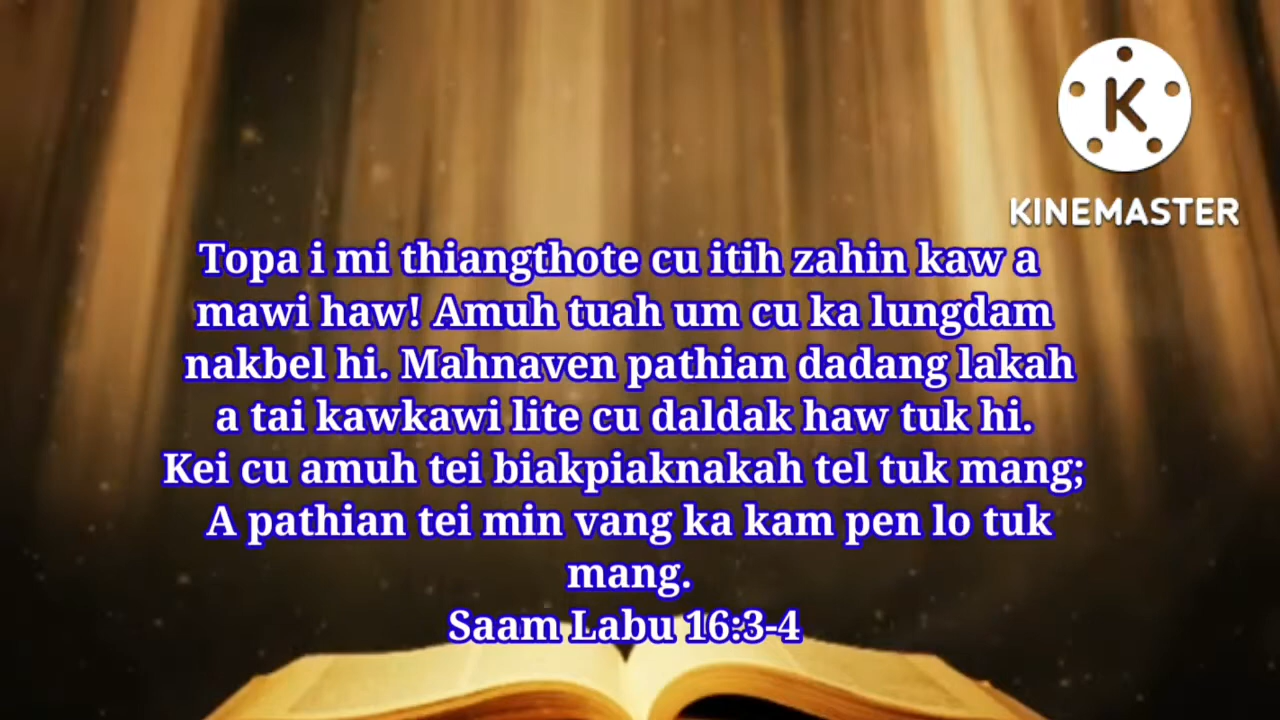 K
KINEMASTER
Topa i mi thiangthote cu itih zahin kaw a
mawi haw! Amuh tuah um cu ka lungdam
nakbel hi. Mahnaven pathian dadang lakah
a tai kawkawi lite cu daldak haw tuk hi.
Kei cu amuh tei biakpiaknakah tel tuk mang;
A pathian tei min vang ka kam pen lo tuk
mang.
Saam Labu 16:3-4